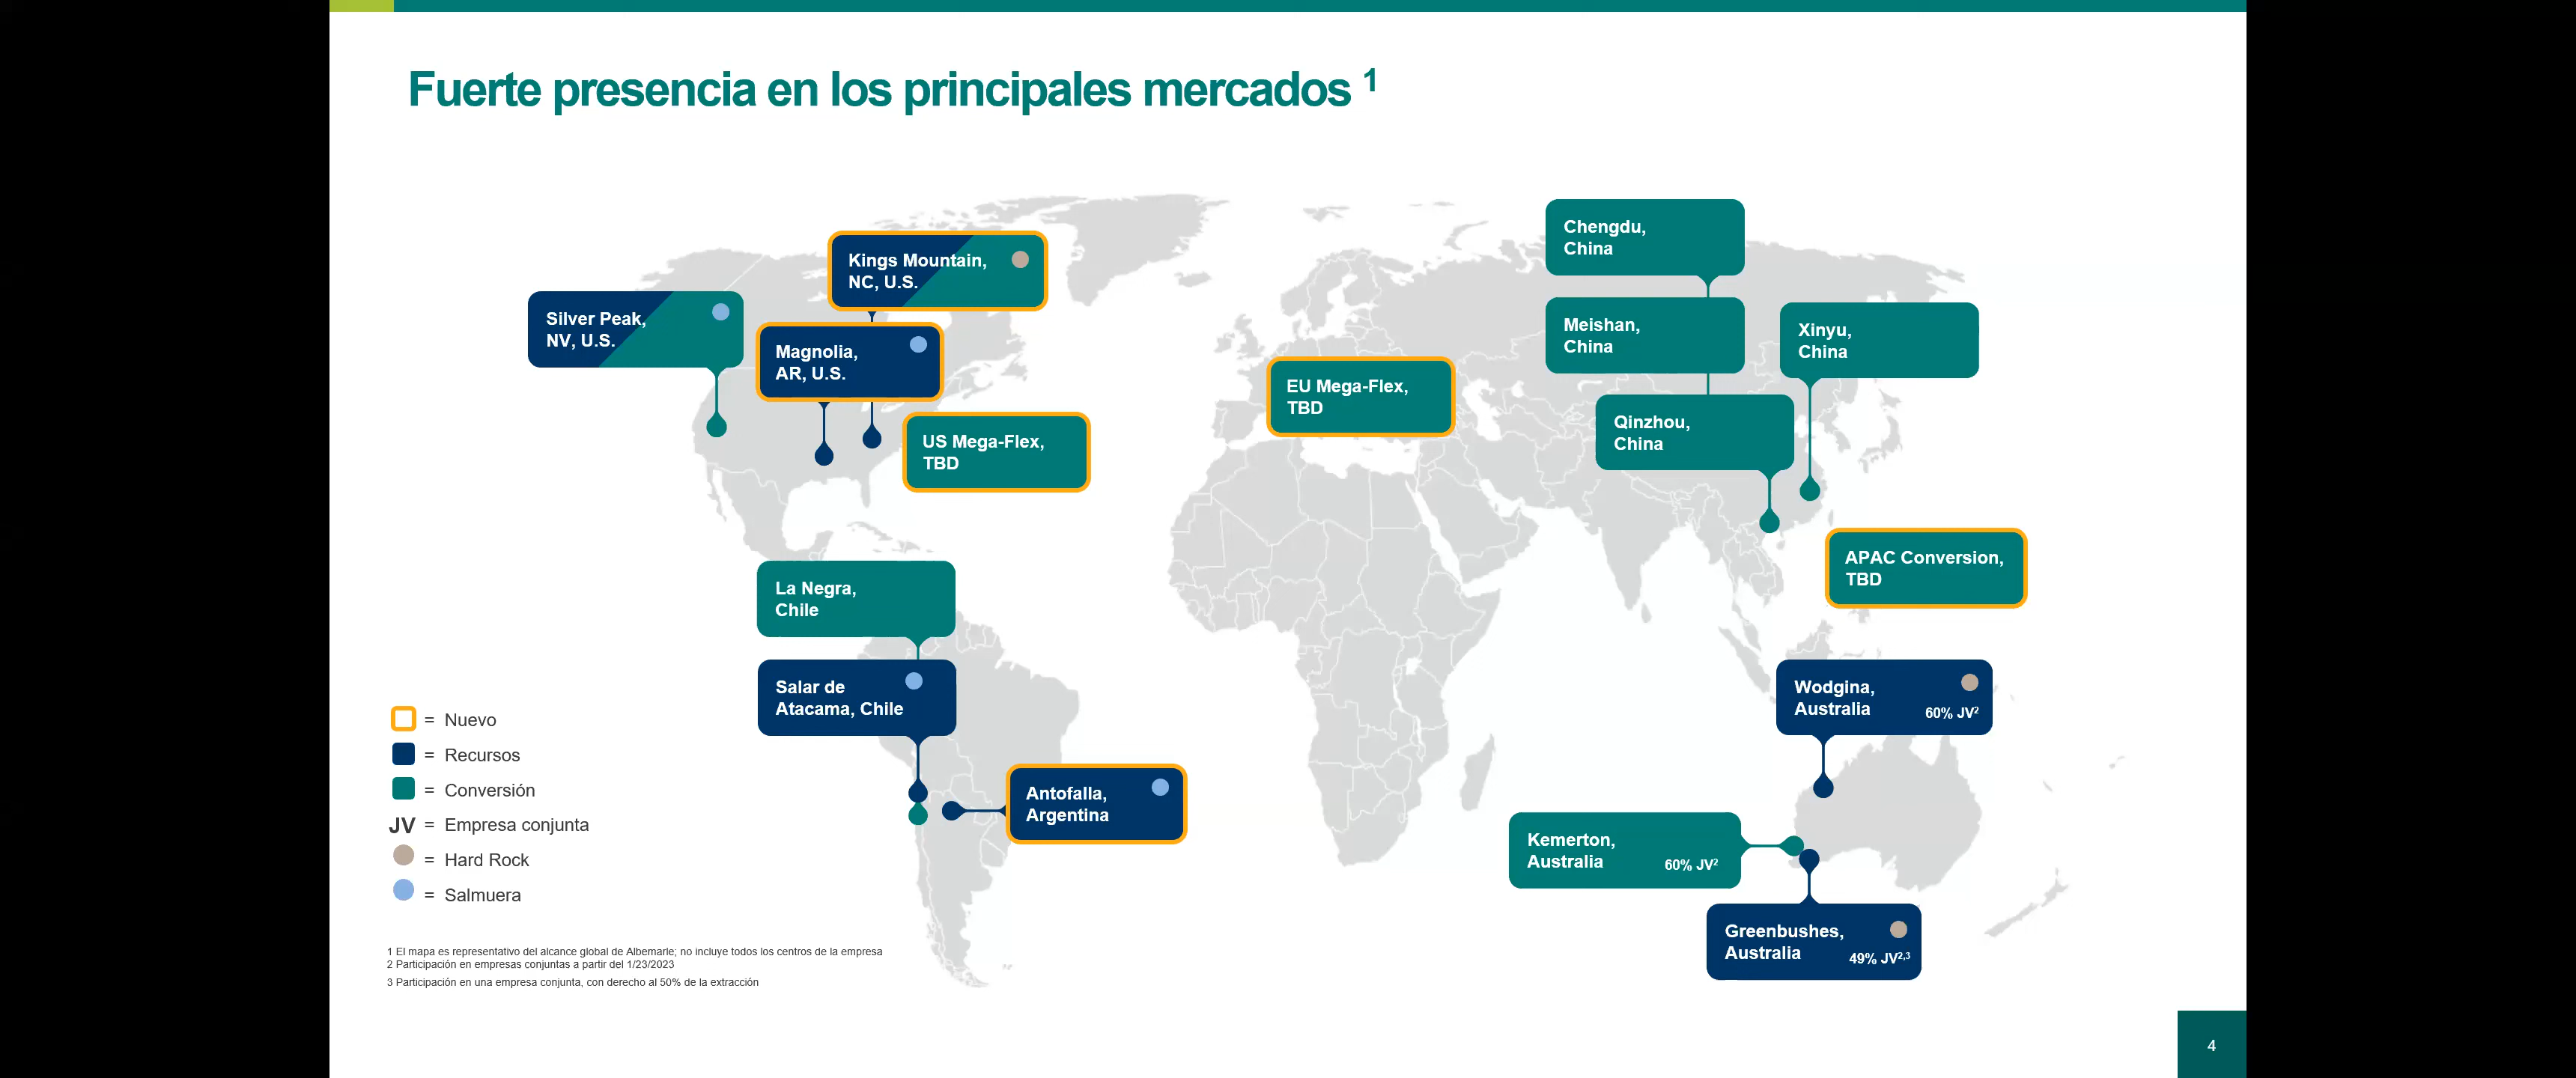 Fuerte presencia en los principales mercados 1
Chengdu,
China
Kings Mountain,
NC, U.S.
Silver Peak,
NV, U.S.
Meishan,
China
Xinyu,
China
Magnolia,
AR, U.S.
EU Mega-Flex,
TBD
US Mega-Flex,
TBD
Qinzhou,
China
APAC Conversion,
TBD
La Negra,
Chile
Salar de
Atacama, Chile
Wodgina,
Australia
60% JV2
Antofalla,
Argentina
Kemerton,
Australia
60% JV2
Greenbushes,
Australia
49% JV2,3
= Nuevo
= Recursos
= Conversión
JV = Empresa conjunta
= Hard Rock
= Salmuera
1 El mapa es representativo del alcance global de Albemarle; no incluye todos los centros de la empresa
2 Participación en empresas conjuntas a partir del 1/23/2023
3 Participación en una empresa conjunta, con derecho al 50% de la extracción
4